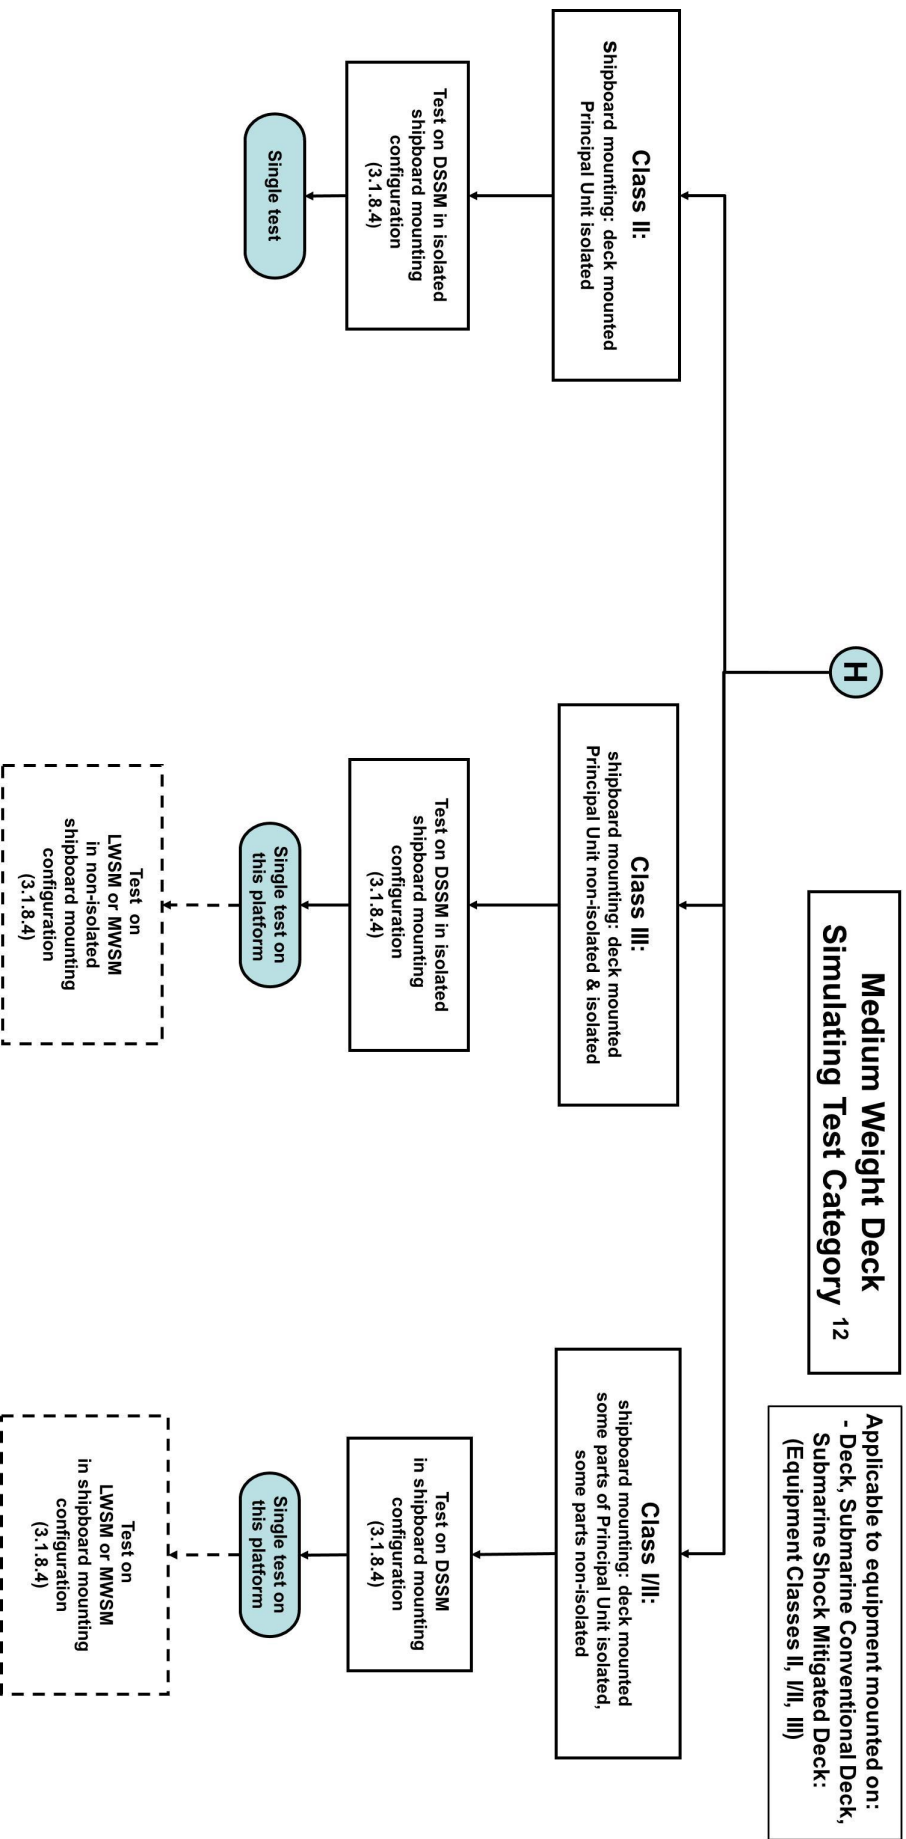 H
Medium Weight Deck
Simulating Test Category 12
Applicable to equipment mounted on:
- Deck, Submarine Conventional Deck,
Submarine Shock Mitigated Deck:
(Equipment Classes II, I/II, III)
Class II:
shipboard mounting: deck mounted
Principal Unit isolated
Test on DSSM in isolated
shipboard mounting
configuration
(3.1.8.4)
Single test
Class III:
shipboard mounting: deck mounted
Principal Unit non-isolated & isolated
Test on DSSM in isolated
shipboard mounting
configuration
(3.1.8.4)
Single test on
this platform
Test on
LWSM or MWSM
in non-isolated
shipboard mounting
configuration
(3.1.8.4)
Class I/II:
shipboard mounting: deck mounted
some parts of Principal Unit isolated,
some parts non-isolated
Test on DSSM
in shipboard mounting
configuration
(3.1.8.4)
Single test on
this platform
Test on
LWSM or MWSM
in shipboard mounting
configuration
(3.1.8.4)